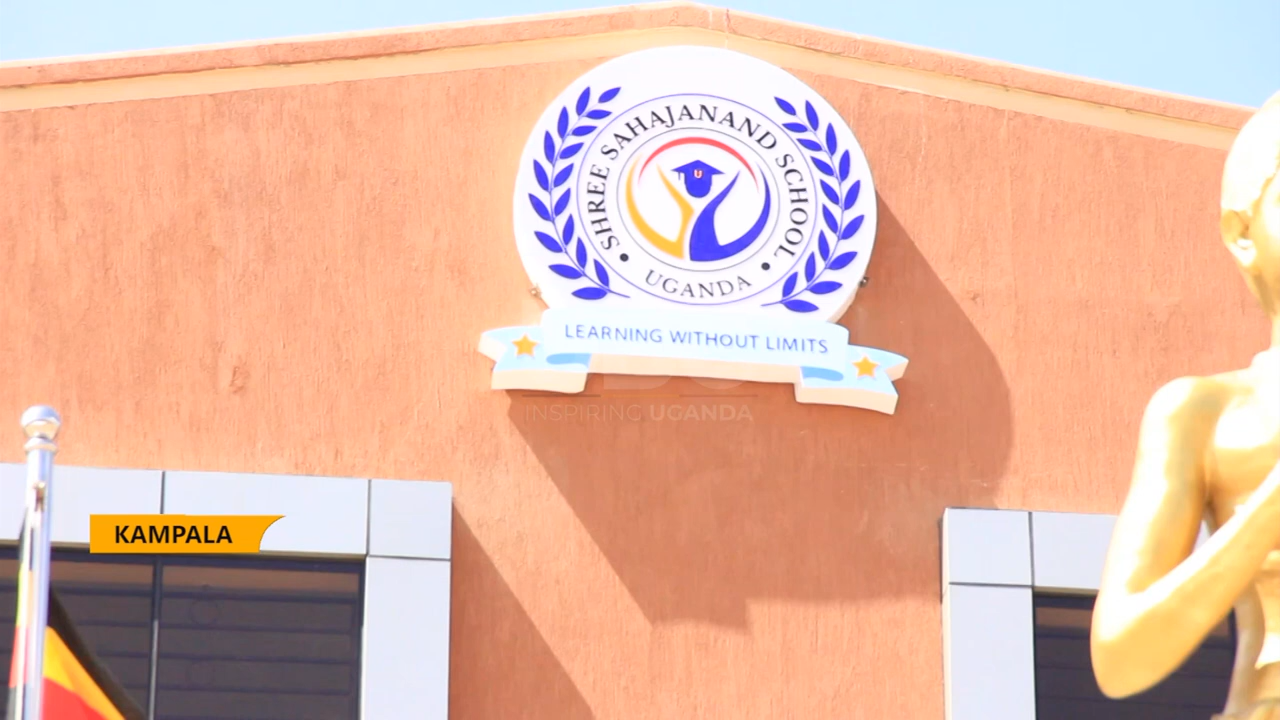 • SHREE SAHAJANAND SCHOOL •
U
UGANDA
LEARNING WITHOUT LIMITS
INSPIRING UGANDA
KAMPALA